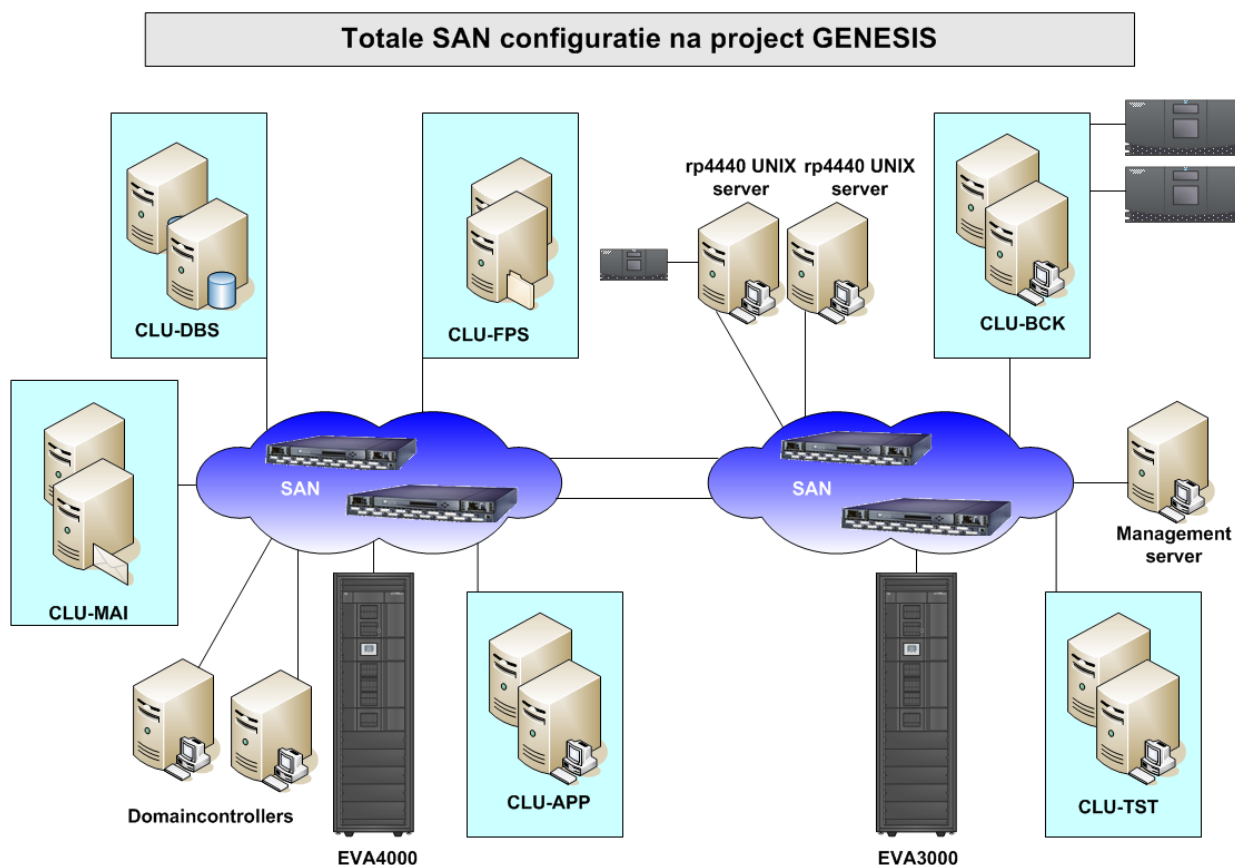 Totale SAN configuratie na project GENESIS
rp4440 UNIX
server
rp4440 UNIX
server
CLU-DBS
CLU-FPS
CLU-BCK
SAN
SAN
Management
server
CLU-MAI
CLU-APP
CLU-TST
Domaincontrollers
EVA4000
EVA3000